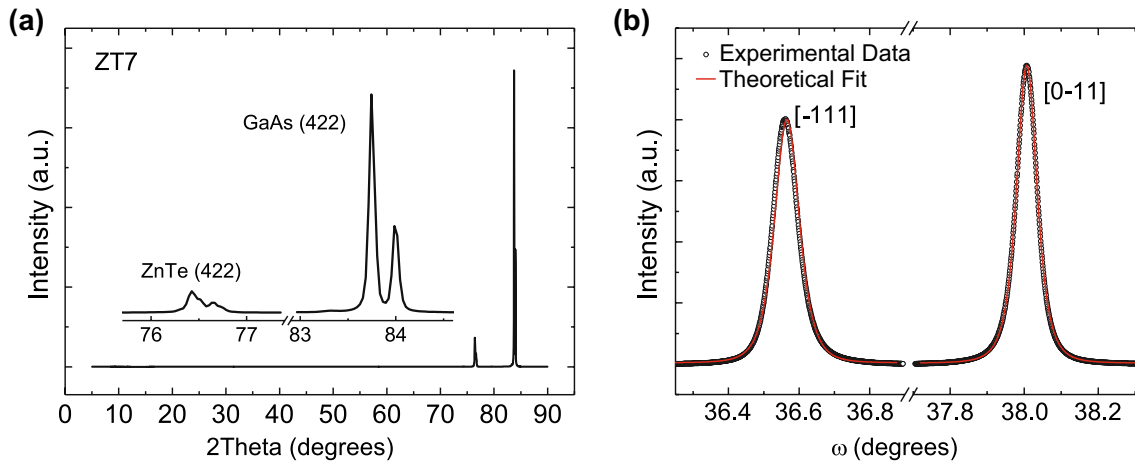 (a)
ZT7
GaAs (422)
ZnTe (422)
76 77 83 84
Intensity (a.u.)
0 10 20 30 40 50 60 70 80 90
2Theta (degrees)
(b)
Experimental Data
Theoretical Fit
[-111]
[0-11]
Intensity (a.u.)
36.4 36.6 36.8 37.8 38.0 38.2
ω (degrees)